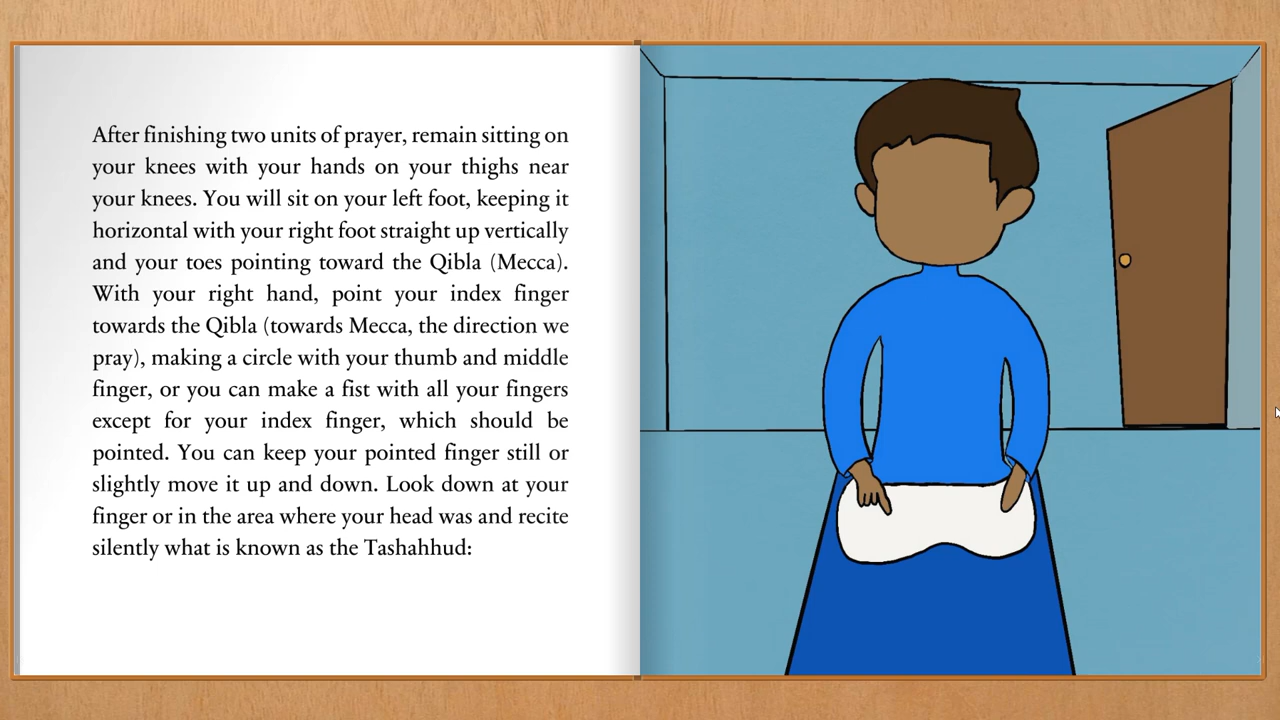 After finishing two units of prayer, remain sitting on
your knees with your hands on your thighs near
your knees. You will sit on your left foot, keeping it
horizontal with your right foot straight up vertically
and your toes pointing toward the Qibla (Mecca).
With your right hand, point your index finger
towards the Qibla (towards Mecca, the direction we
pray), making a circle with your thumb and middle
finger, or you can make a fist with all your fingers
except for your index finger, which should be
pointed. You can keep your pointed finger still or
slightly move it up and down. Look down at your
finger or in the area where your head was and recite
silently what is known as the Tashahhud: